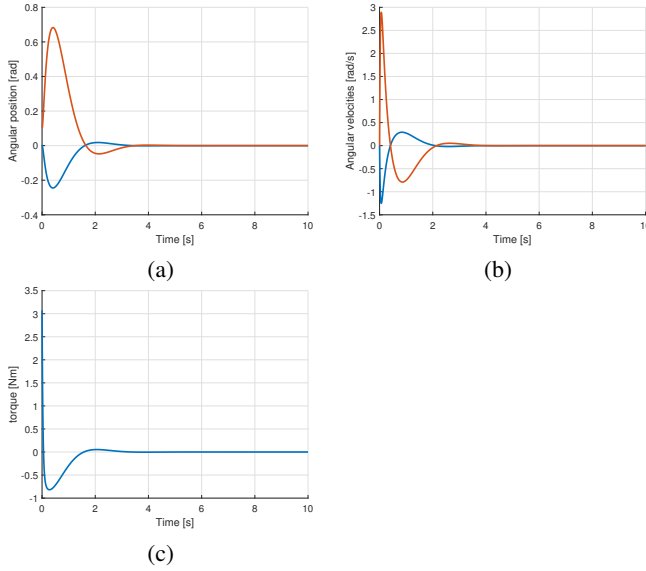 0.8
0.6
0.4
0.2
0
-0.2
-0.4
Angular position [rad]
0 2 4 6 8 10
Time [s]
(a)
3
2.5
2
1.5
1
0.5
0
-0.5
-1
-1.5
Angular velocities [rad/s]
0 2 4 6 8 10
Time [s]
(b)
3.5
3
2.5
2
1.5
1
0.5
0
-0.5
-1
torque [Nm]
0 2 4 6 8 10
Time [s]
(c)